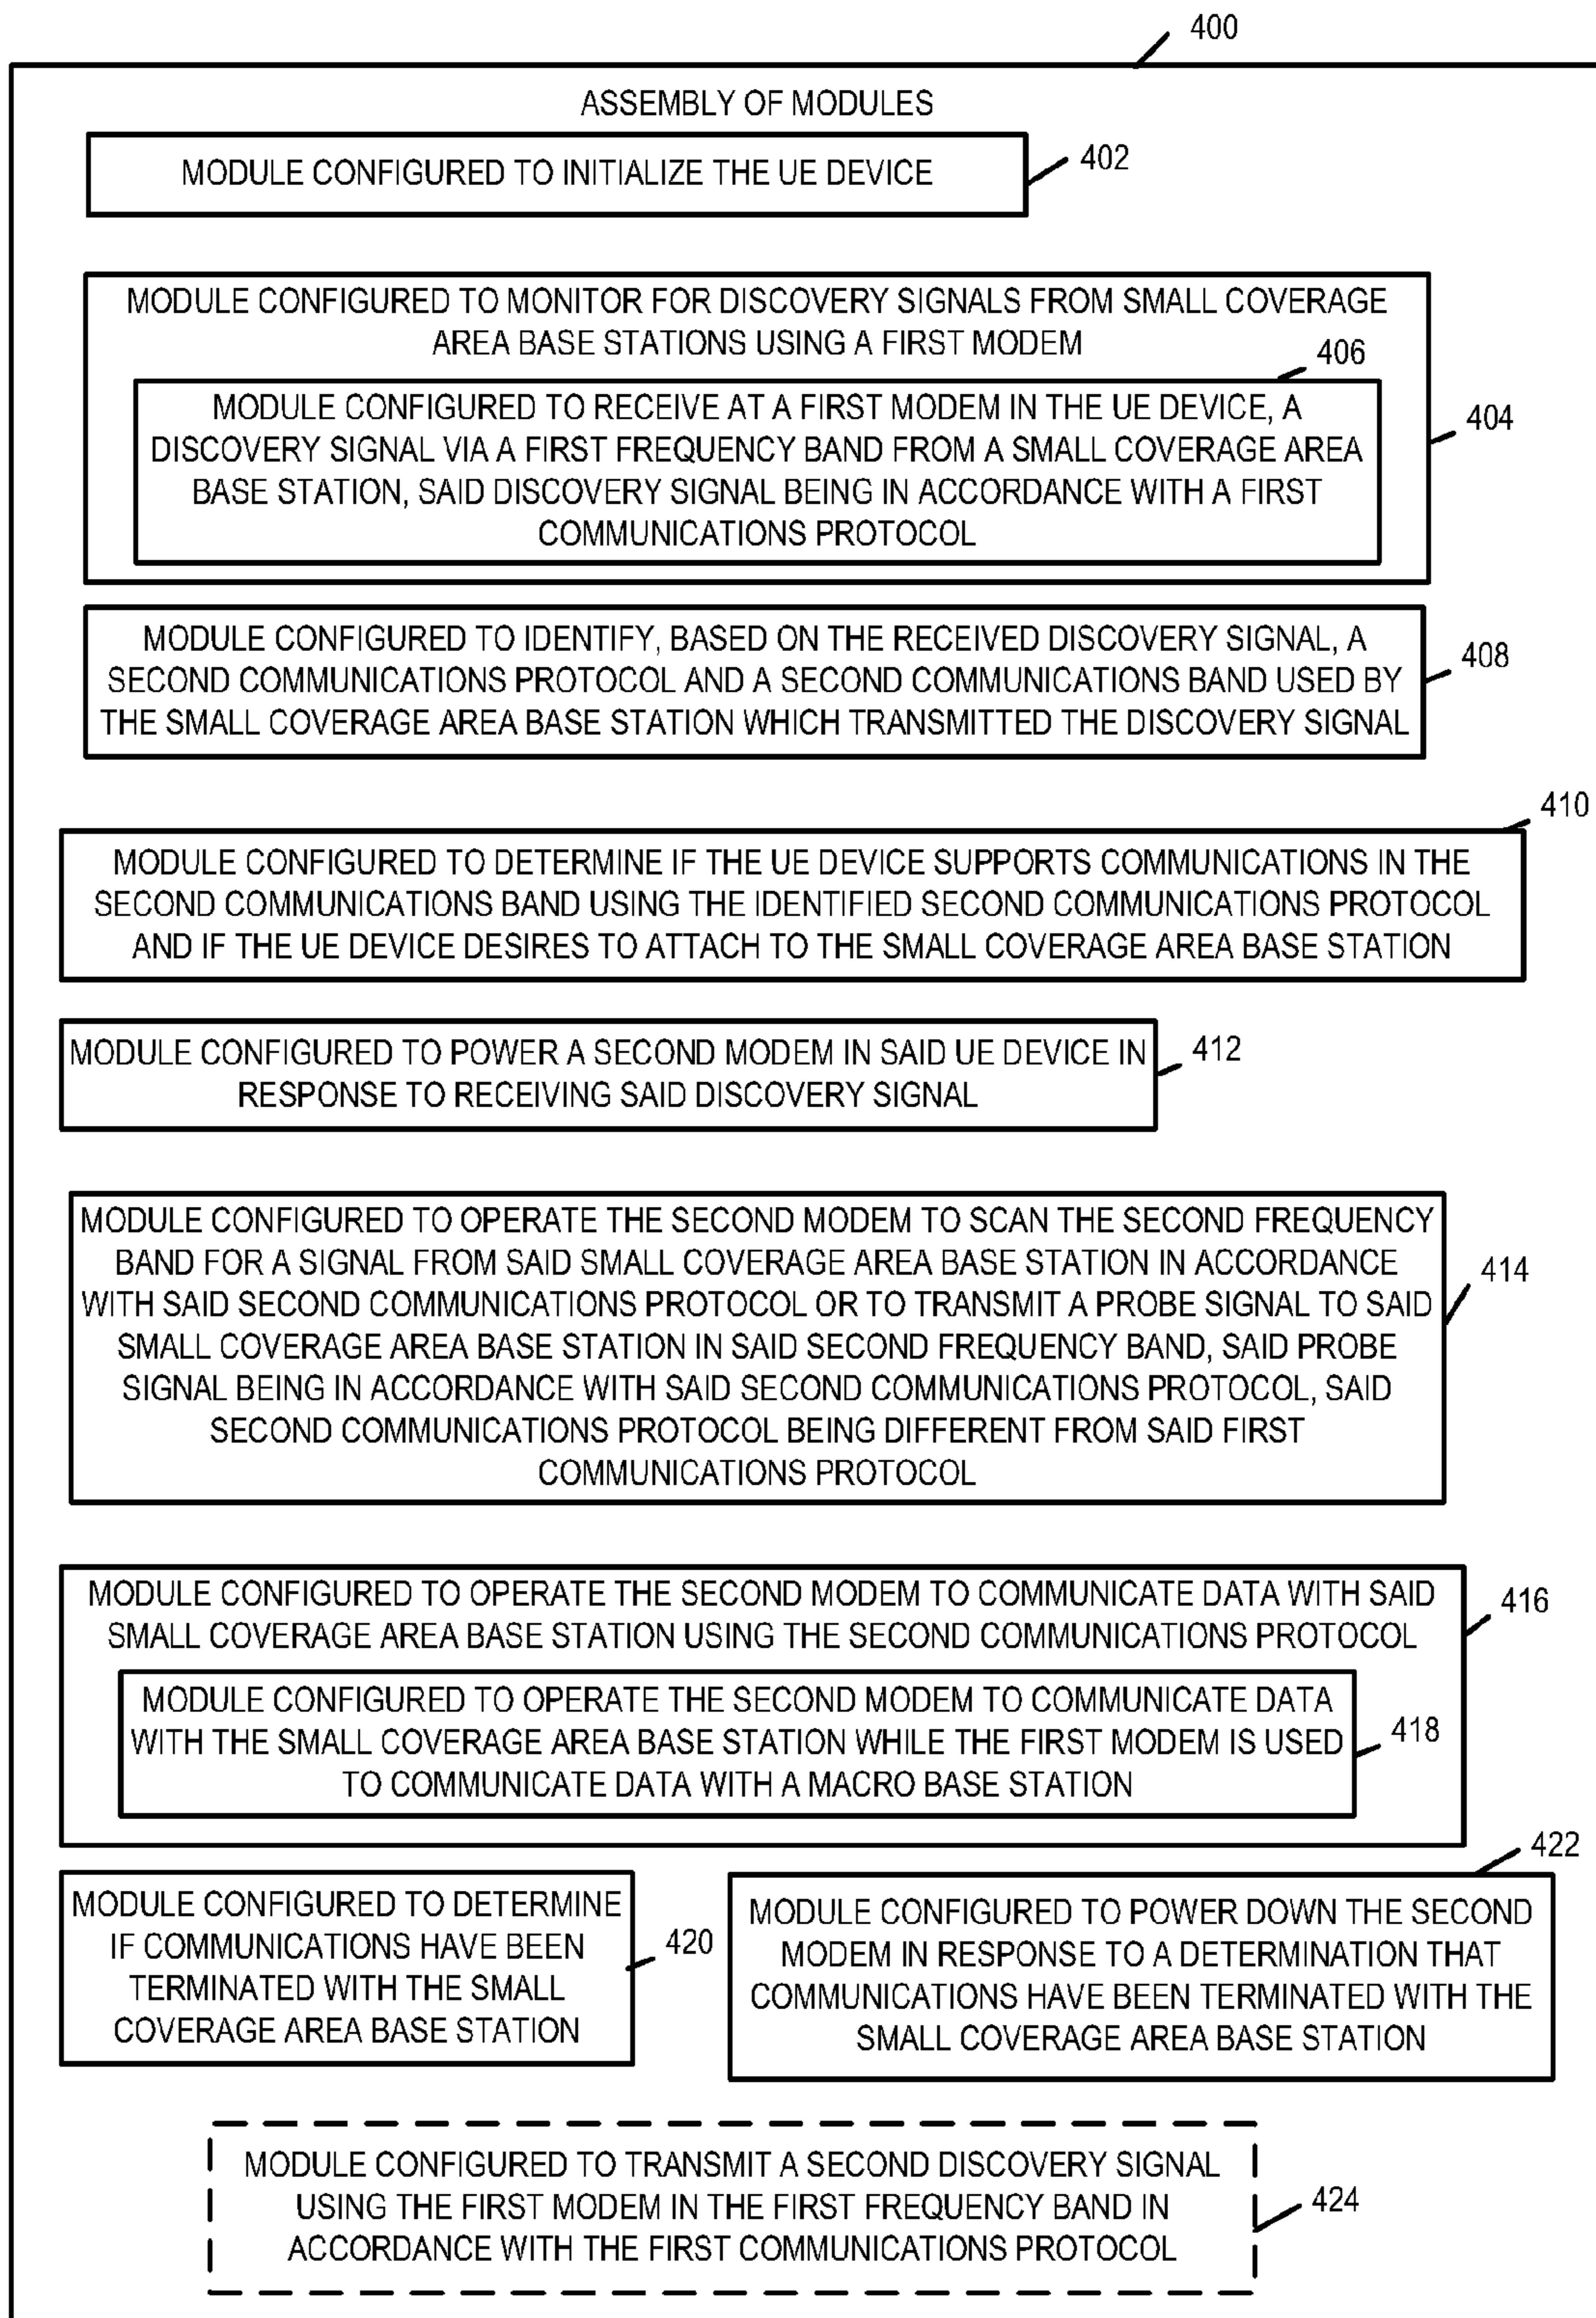 400
ASSEMBLY OF MODULES
MODULE CONFIGURED TO INITIALIZE THE UE DEVICE
402
MODULE CONFIGURED TO MONITOR FOR DISCOVERY SIGNALS FROM SMALL COVERAGE
AREA BASE STATIONS USING A FIRST MODEM
406
MODULE CONFIGURED TO RECEIVE AT A FIRST MODEM IN THE UE DEVICE, A
DISCOVERY SIGNAL VIA A FIRST FREQUENCY BAND FROM A SMALL COVERAGE AREA
BASE STATION, SAID DISCOVERY SIGNAL BEING IN ACCORDANCE WITH A FIRST
COMMUNICATIONS PROTOCOL
404
MODULE CONFIGURED TO IDENTIFY, BASED ON THE RECEIVED DISCOVERY SIGNAL, A
SECOND COMMUNICATIONS PROTOCOL AND A SECOND COMMUNICATIONS BAND USED BY
THE SMALL COVERAGE AREA BASE STATION WHICH TRANSMITTED THE DISCOVERY SIGNAL
408
410
MODULE CONFIGURED TO DETERMINE IF THE UE DEVICE SUPPORTS COMMUNICATIONS IN THE
SECOND COMMUNICATIONS BAND USING THE IDENTIFIED SECOND COMMUNICATIONS PROTOCOL
AND IF THE UE DEVICE DESIRES TO ATTACH TO THE SMALL COVERAGE AREA BASE STATION
MODULE CONFIGURED TO POWER A SECOND MODEM IN SAID UE DEVICE IN
RESPONSE TO RECEIVING SAID DISCOVERY SIGNAL
412
MODULE CONFIGURED TO OPERATE THE SECOND MODEM TO SCAN THE SECOND FREQUENCY
BAND FOR A SIGNAL FROM SAID SMALL COVERAGE AREA BASE STATION IN ACCORDANCE
WITH SAID SECOND COMMUNICATIONS PROTOCOL OR TO TRANSMIT A PROBE SIGNAL TO SAID
SMALL COVERAGE AREA BASE STATION IN SAID SECOND FREQUENCY BAND, SAID PROBE
SIGNAL BEING IN ACCORDANCE WITH SAID SECOND COMMUNICATIONS PROTOCOL, SAID
SECOND COMMUNICATIONS PROTOCOL BEING DIFFERENT FROM SAID FIRST
COMMUNICATIONS PROTOCOL
414
MODULE CONFIGURED TO OPERATE THE SECOND MODEM TO COMMUNICATE DATA WITH SAID
SMALL COVERAGE AREA BASE STATION USING THE SECOND COMMUNICATIONS PROTOCOL
416
MODULE CONFIGURED TO OPERATE THE SECOND MODEM TO COMMUNICATE DATA
WITH THE SMALL COVERAGE AREA BASE STATION WHILE THE FIRST MODEM IS USED
TO COMMUNICATE DATA WITH A MACRO BASE STATION
418
MODULE CONFIGURED TO DETERMINE
IF COMMUNICATIONS HAVE BEEN
TERMINATED WITH THE SMALL
COVERAGE AREA BASE STATION
420
422
MODULE CONFIGURED TO POWER DOWN THE SECOND
MODEM IN RESPONSE TO A DETERMINATION THAT
COMMUNICATIONS HAVE BEEN TERMINATED WITH THE
SMALL COVERAGE AREA BASE STATION
MODULE CONFIGURED TO TRANSMIT A SECOND DISCOVERY SIGNAL
USING THE FIRST MODEM IN THE FIRST FREQUENCY BAND IN
ACCORDANCE WITH THE FIRST COMMUNICATIONS PROTOCOL
424